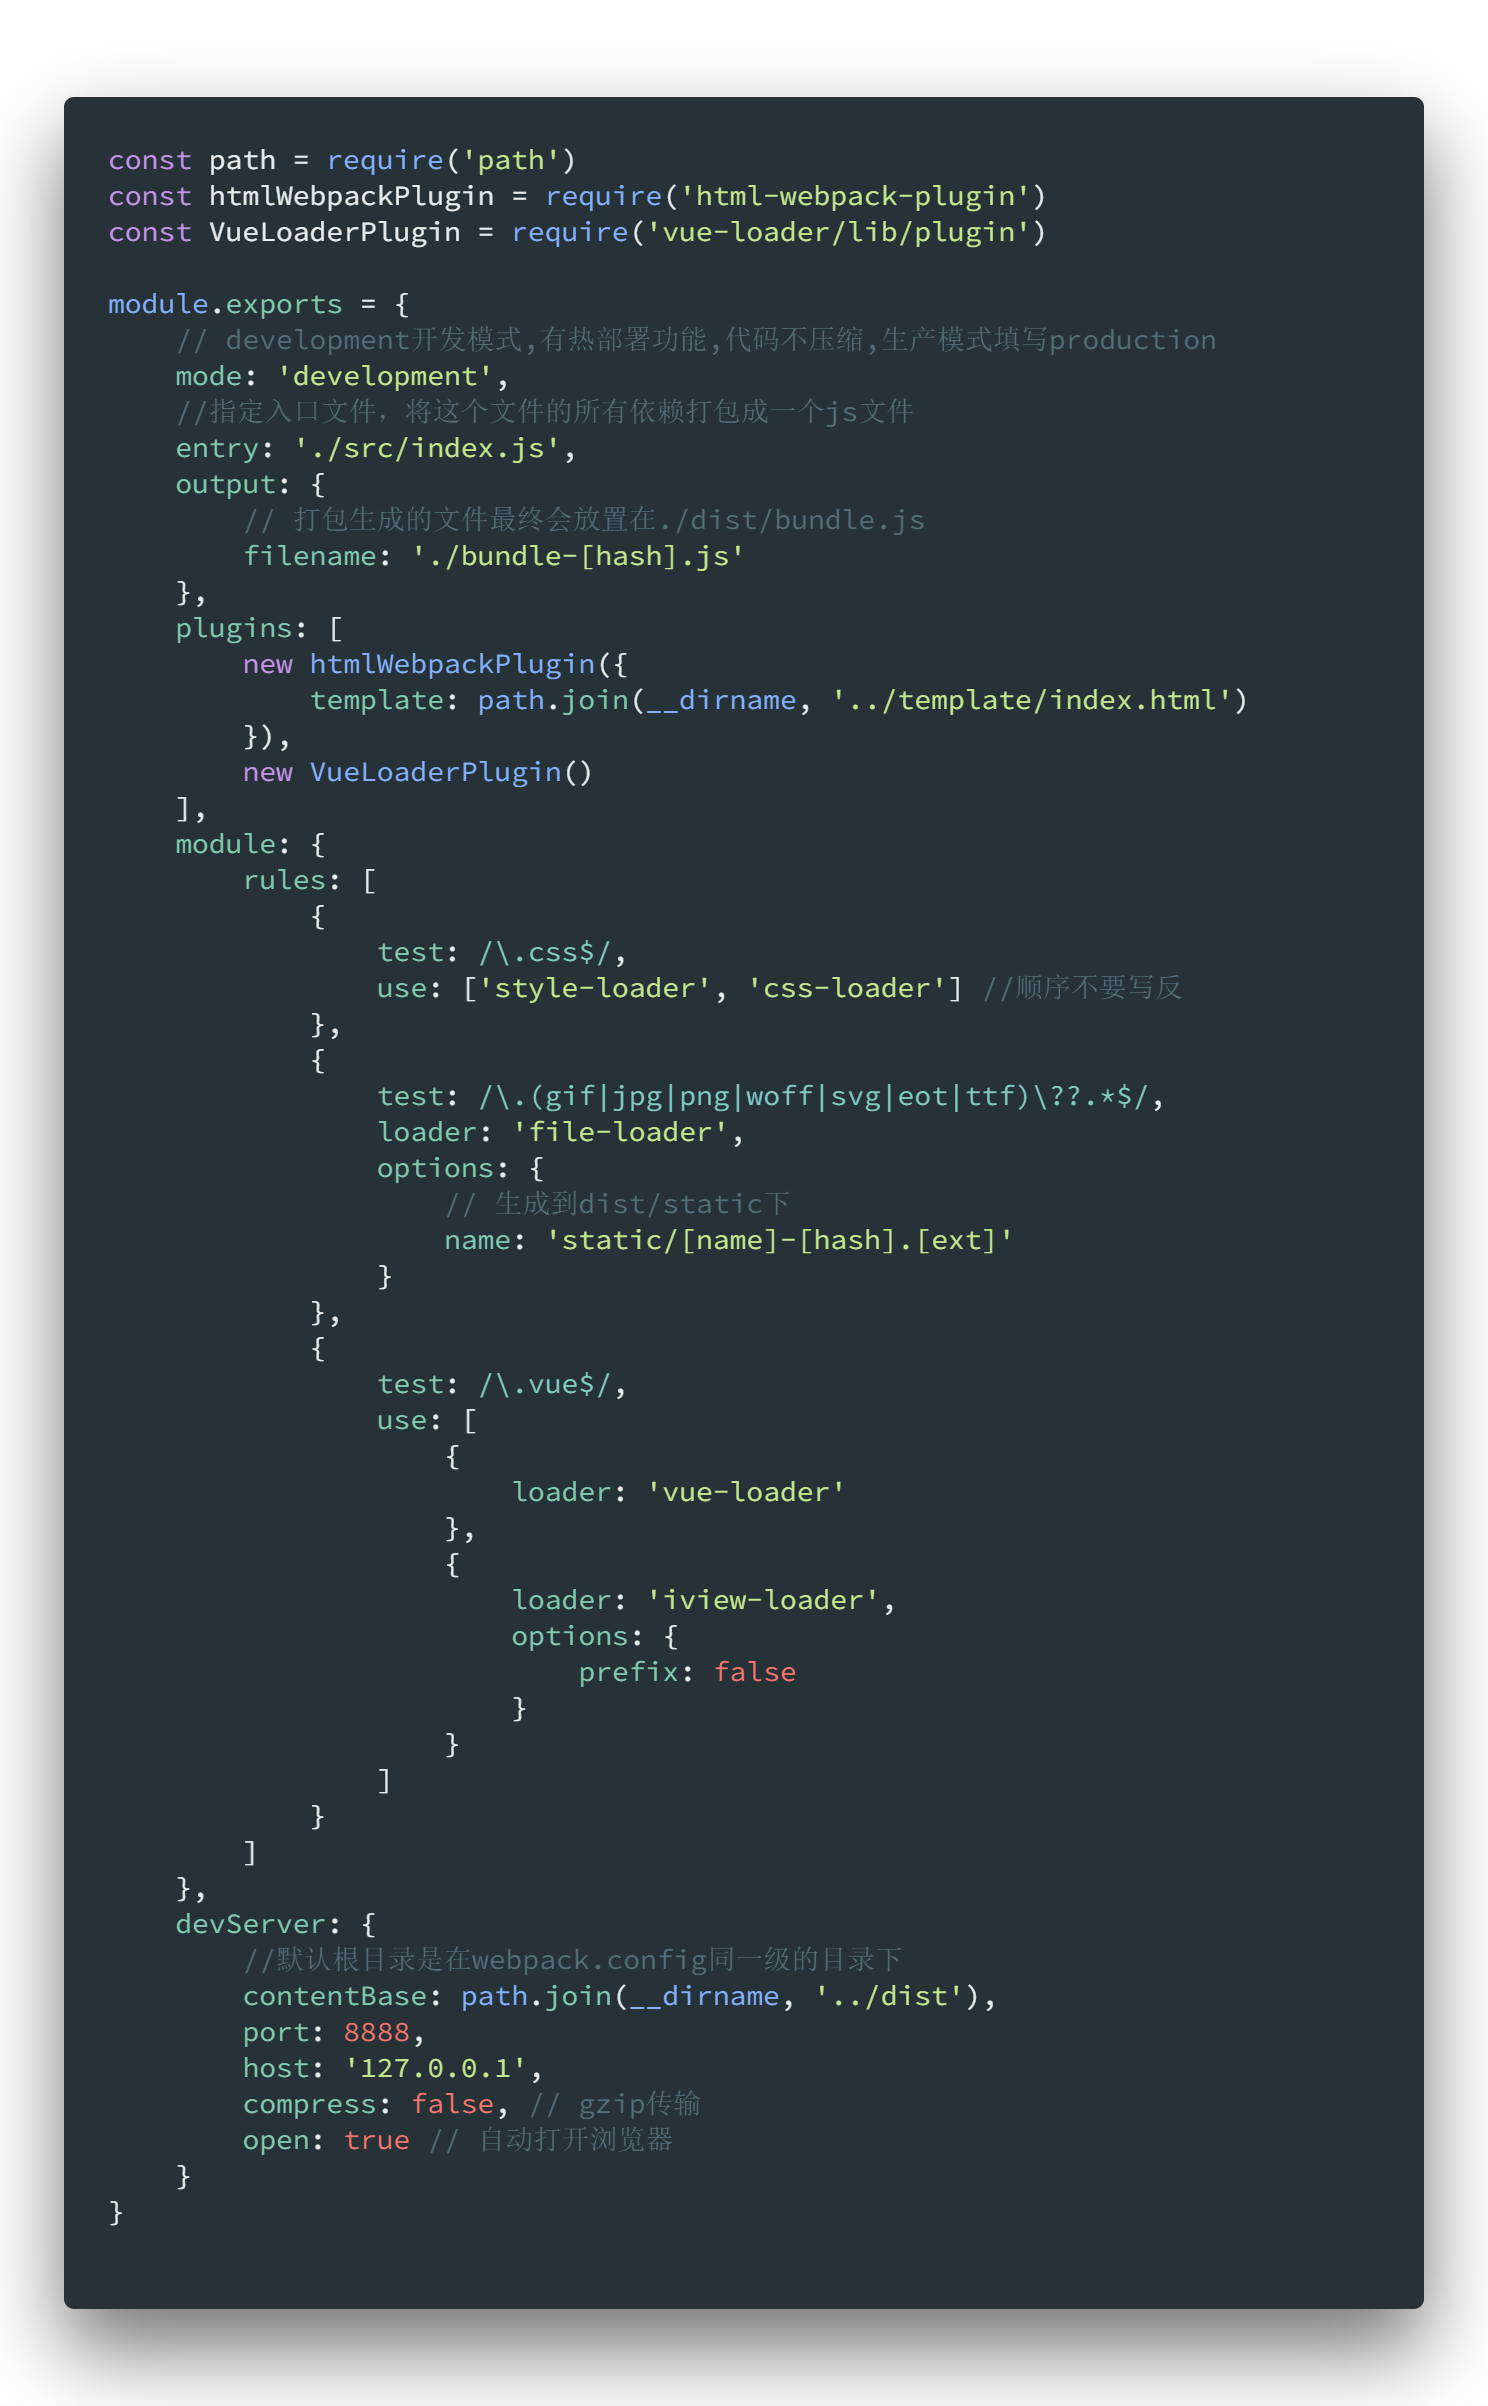 const path = require('path')
const htmlWebpackPlugin = require('html-webpack-plugin')
const VueLoaderPlugin = require('vue-loader/lib/plugin')

module.exports = {
    // development开发模式,有热部署功能,代码不压缩,生产模式填写production
    mode: 'development',
    //指定入口文件，将这个文件的所有依赖打包成一个js文件
    entry: './src/index.js',
    output: {
        // 打包生成的文件最终会放置在./dist/bundle.js
        filename: './bundle-[hash].js'
    },
    plugins: [
        new htmlWebpackPlugin({
            template: path.join(__dirname, '../template/index.html')
        }),
        new VueLoaderPlugin()
    ],
    module: {
        rules: [
            {
                test: /\.css$/,
                use: ['style-loader', 'css-loader'] //顺序不要写反
            },
            {
                test: /\.(gif|jpg|png|woff|svg|eot|ttf)\??.*$/,
                loader: 'file-loader',
                options: {
                    // 生成到dist/static下
                    name: 'static/[name]-[hash].[ext]'
                }
            },
            {
                test: /\.vue$/,
                use: [
                    {
                        loader: 'vue-loader'
                    },
                    {
                        loader: 'iview-loader',
                        options: {
                            prefix: false
                        }
                    }
                ]
            }
        ]
    },
    devServer: {
        //默认根目录是在webpack.config同一级的目录下
        contentBase: path.join(__dirname, '../dist'),
        port: 8888,
        host: '127.0.0.1',
        compress: false, // gzip传输
        open: true // 自动打开浏览器
    }
}